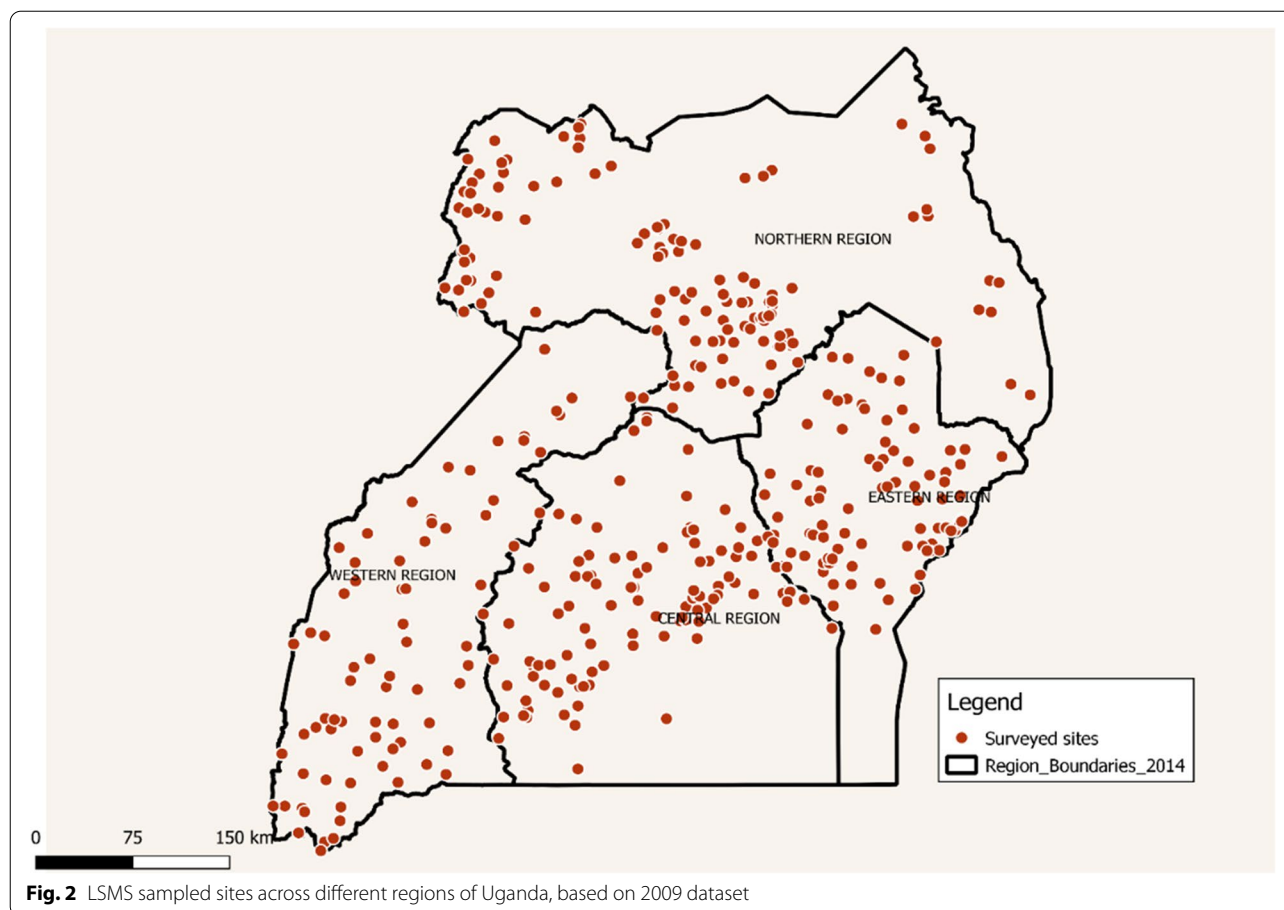 NORTHERN REGION
EASTERN REGION
WESTERN REGION
CENTRAL REGION
Legend
Surveyed sites
Region_Boundaries_2014
0 75 150 km
Fig. 2 LSMS sampled sites across different regions of Uganda, based on 2009 dataset